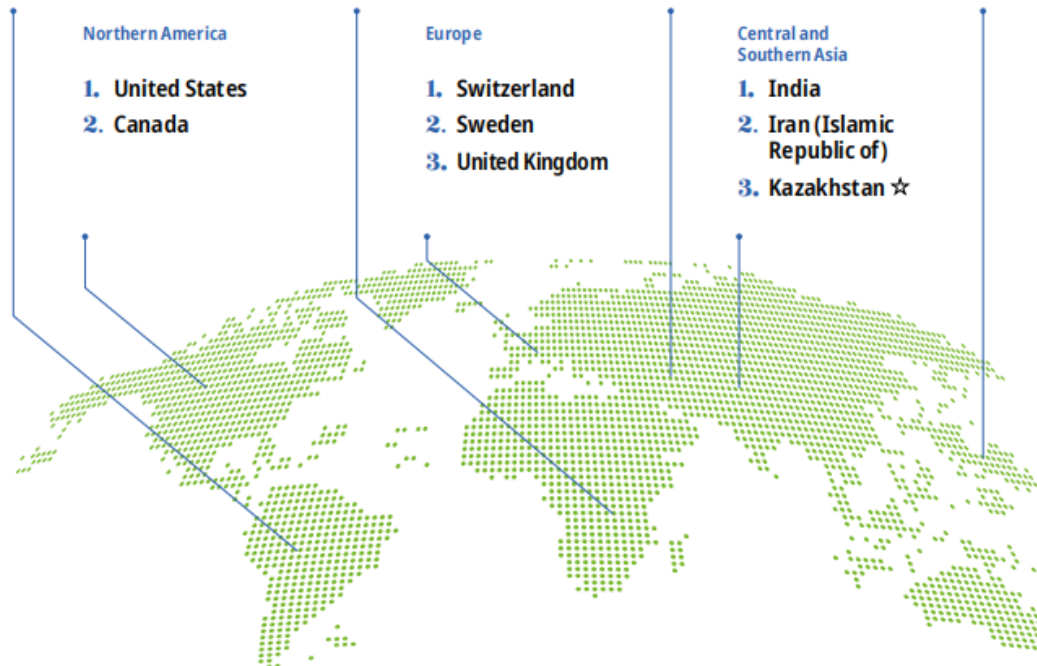 Northern America
1. United States
2. Canada
Europe
1. Switzerland
2. Sweden
3. United Kingdom
Central and
Southern Asia
1. India
2. Iran (Islamic
Republic of)
3. Kazakhstan ☆